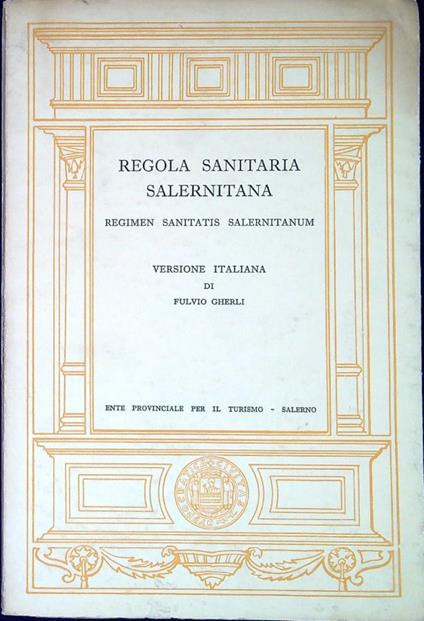 REGOLA SANITARIA
SALERNITANA
REGIMEN SANITATIS SALERNITANUM
VERSIONE ITALIANA
DI
FULVIO GHERLI
ENTE PROVINCIALE PER IL TURISMO - SALERNO